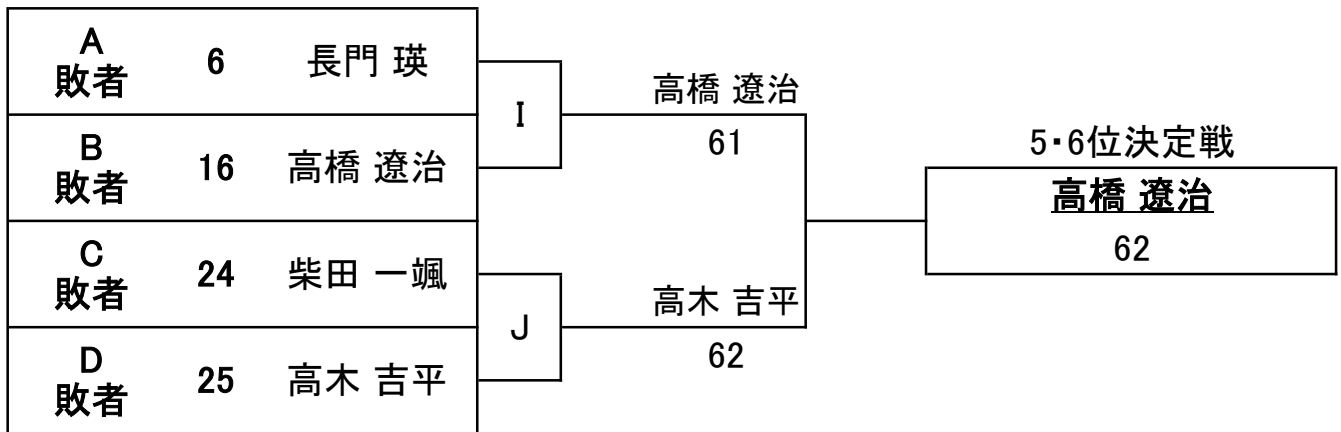 A
敗者 6 長門 瑛
B
敗者 16 高橋 遼治
C
敗者 24 柴田 一颯
D
敗者 25 高木 吉平
I
J
高橋 遼治
61
高木 吉平
62
5・6位決定戦
高橋 遼治
62